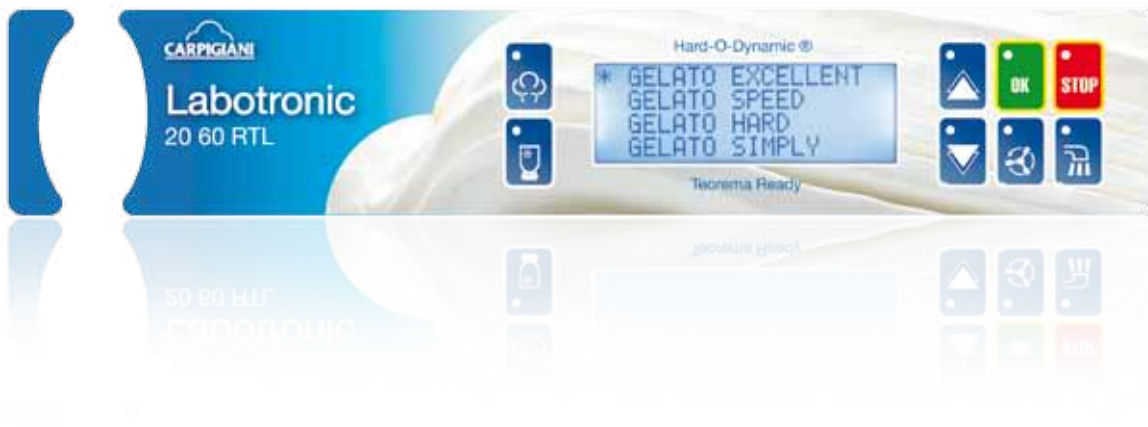 CARPIGIANI
Labotronic
20 60 RTL
Hard-O-Dynamic ®
* GELATO EXCELLENT
GELATO SPEED
GELATO HARD
GELATO SIMPLY
Teorema Ready
OK
STOP